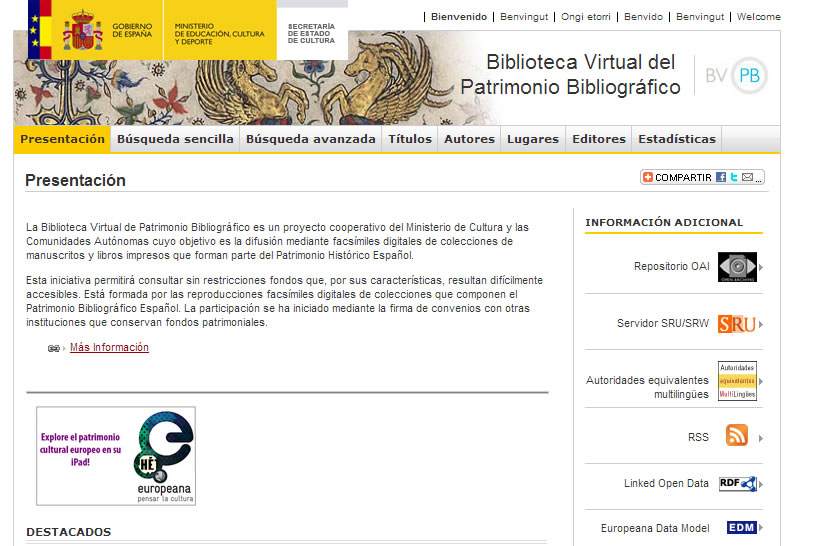 GOBIERNO
DE ESPAÑA
MINISTERIO
DE EDUCACIÓN, CULTURA
Y DEPORTE
SECRETARÍA
DE ESTADO
DE CULTURA
| Bienvenido | Benvingut | Ongi etorri | Benvido | Benvingut | Welcome
Biblioteca Virtual del
Patrimonio Bibliográfico
BV PB
Presentación Búsqueda sencilla Búsqueda avanzada Títulos Autores Lugares Editores Estadísticas
Presentación
COMPARTIR ...
La Biblioteca Virtual de Patrimonio Bibliográfico es un proyecto cooperativo del Ministerio de Cultura y las
Comunidades Autónomas cuyo objetivo es la difusión mediante facsímiles digitales de colecciones de
manuscritos y libros impresos que forman parte del Patrimonio Histórico Español.
Esta iniciativa permitirá consultar sin restricciones fondos que, por sus características, resultan difícilmente
accesibles. Está formada por las reproducciones facsímiles digitales de colecciones que componen el
Patrimonio Bibliográfico Español. La participación se ha iniciado mediante la firma de convenios con otras
instituciones que conservan fondos patrimoniales.
Más Información
Explore el patrimonio
cultural europeo en su
iPad!
HÉ!
europeana
pensar la cultura
DESTACADOS
INFORMACIÓN ADICIONAL
Repositorio OAI
OPEN ARCHIVES
Servidor SRU/SRW
SRU
Autoridades equivalentes
multilingües
Autoridades
equivalentes
MultiLingües
RSS
Linked Open Data
RDF
Europeana Data Model
EDM